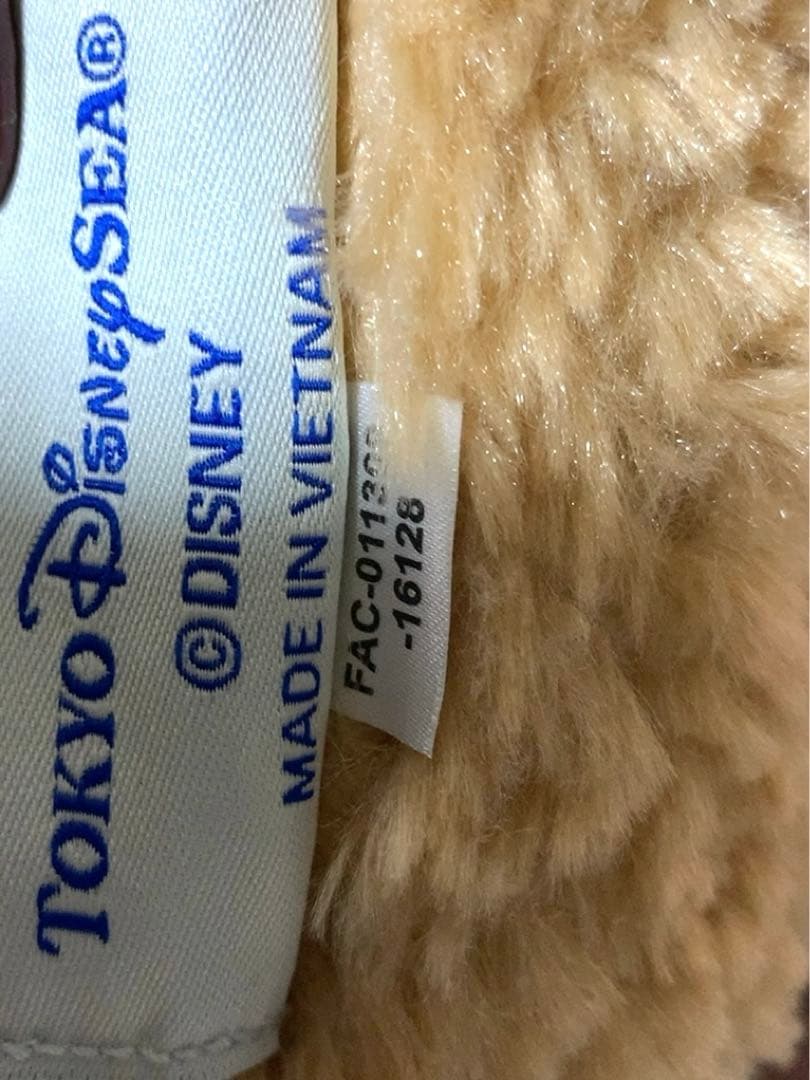 TOKYO DISNEYSEA®
©DISNEY
MADE IN VIETNAM
-16128